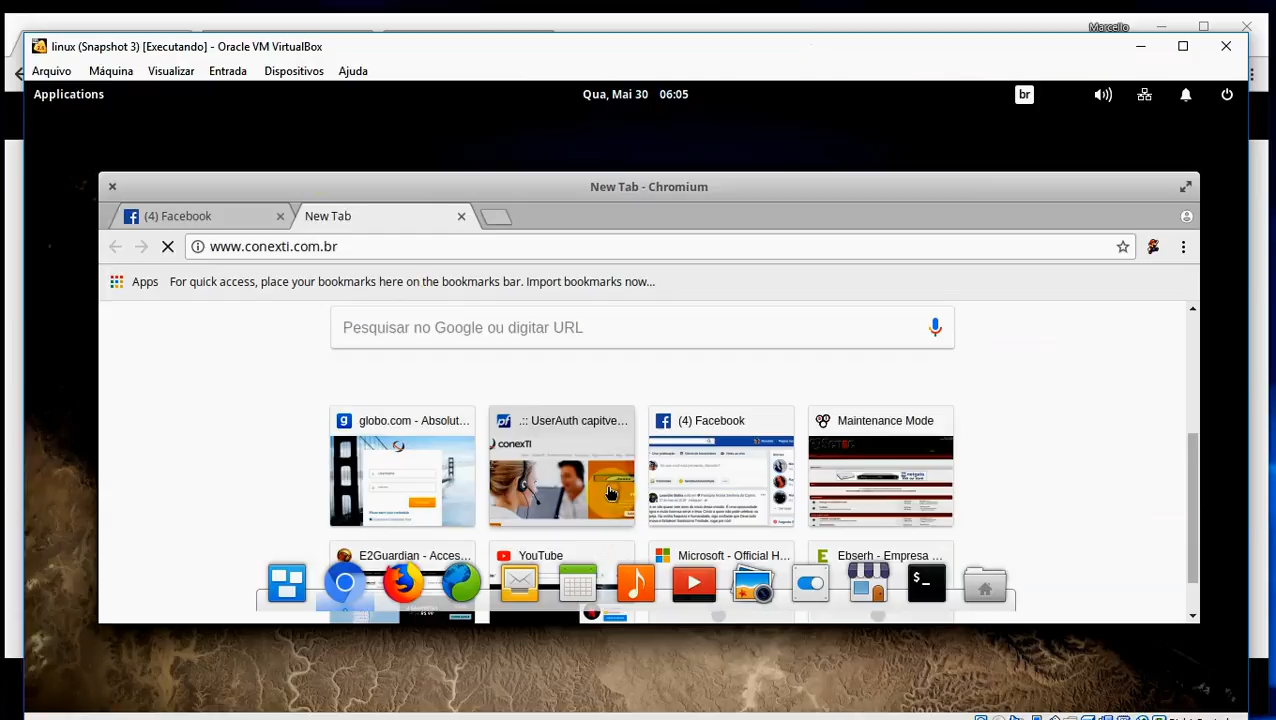 Marcello
linux (Snapshot 3) [Executando] - Oracle VM VirtualBox
Arquivo Máquina Visualizar Entrada Dispositivos Ajuda
Applications Qua, Mai 30 06:05 br
New Tab - Chromium
(4) Facebook New Tab
www.conexti.com.br
Apps For quick access, place your bookmarks here on the bookmarks bar. Import bookmarks now...
Pesquisar no Google ou digitar URL
globo.com - Absolut... .:: UserAuth capitve... (4) Facebook Maintenance Mode
conexTI
E2Guardian - Acces... YouTube Microsoft - Official H... Ebserh - Empresa ...